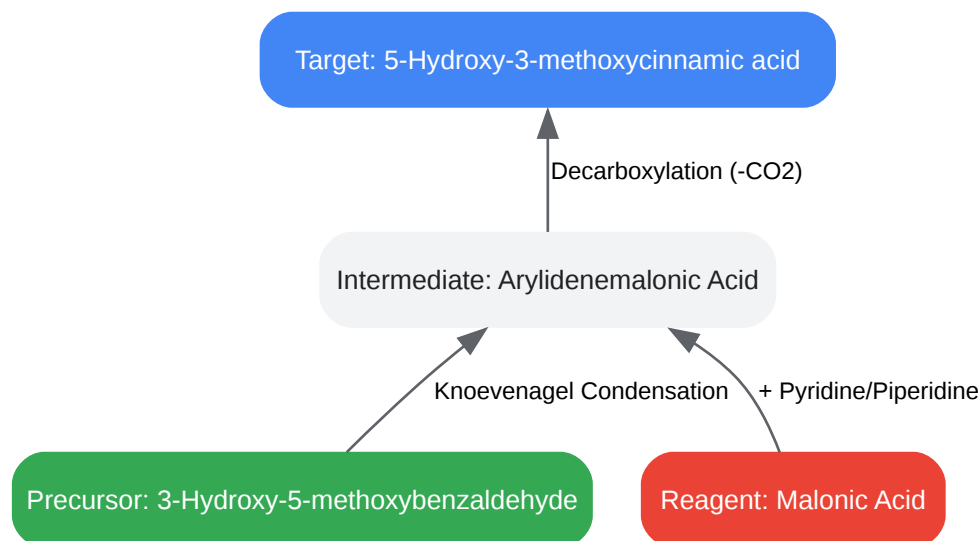 Target: 5-Hydroxy-3-methoxycinnamic acid
Decarboxylation (-CO2)
Intermediate: Arylidenemalonic Acid
Knoevenagel Condensation
+ Pyridine/Piperidine
Precursor: 3-Hydroxy-5-methoxybenzaldehyde
Reagent: Malonic Acid